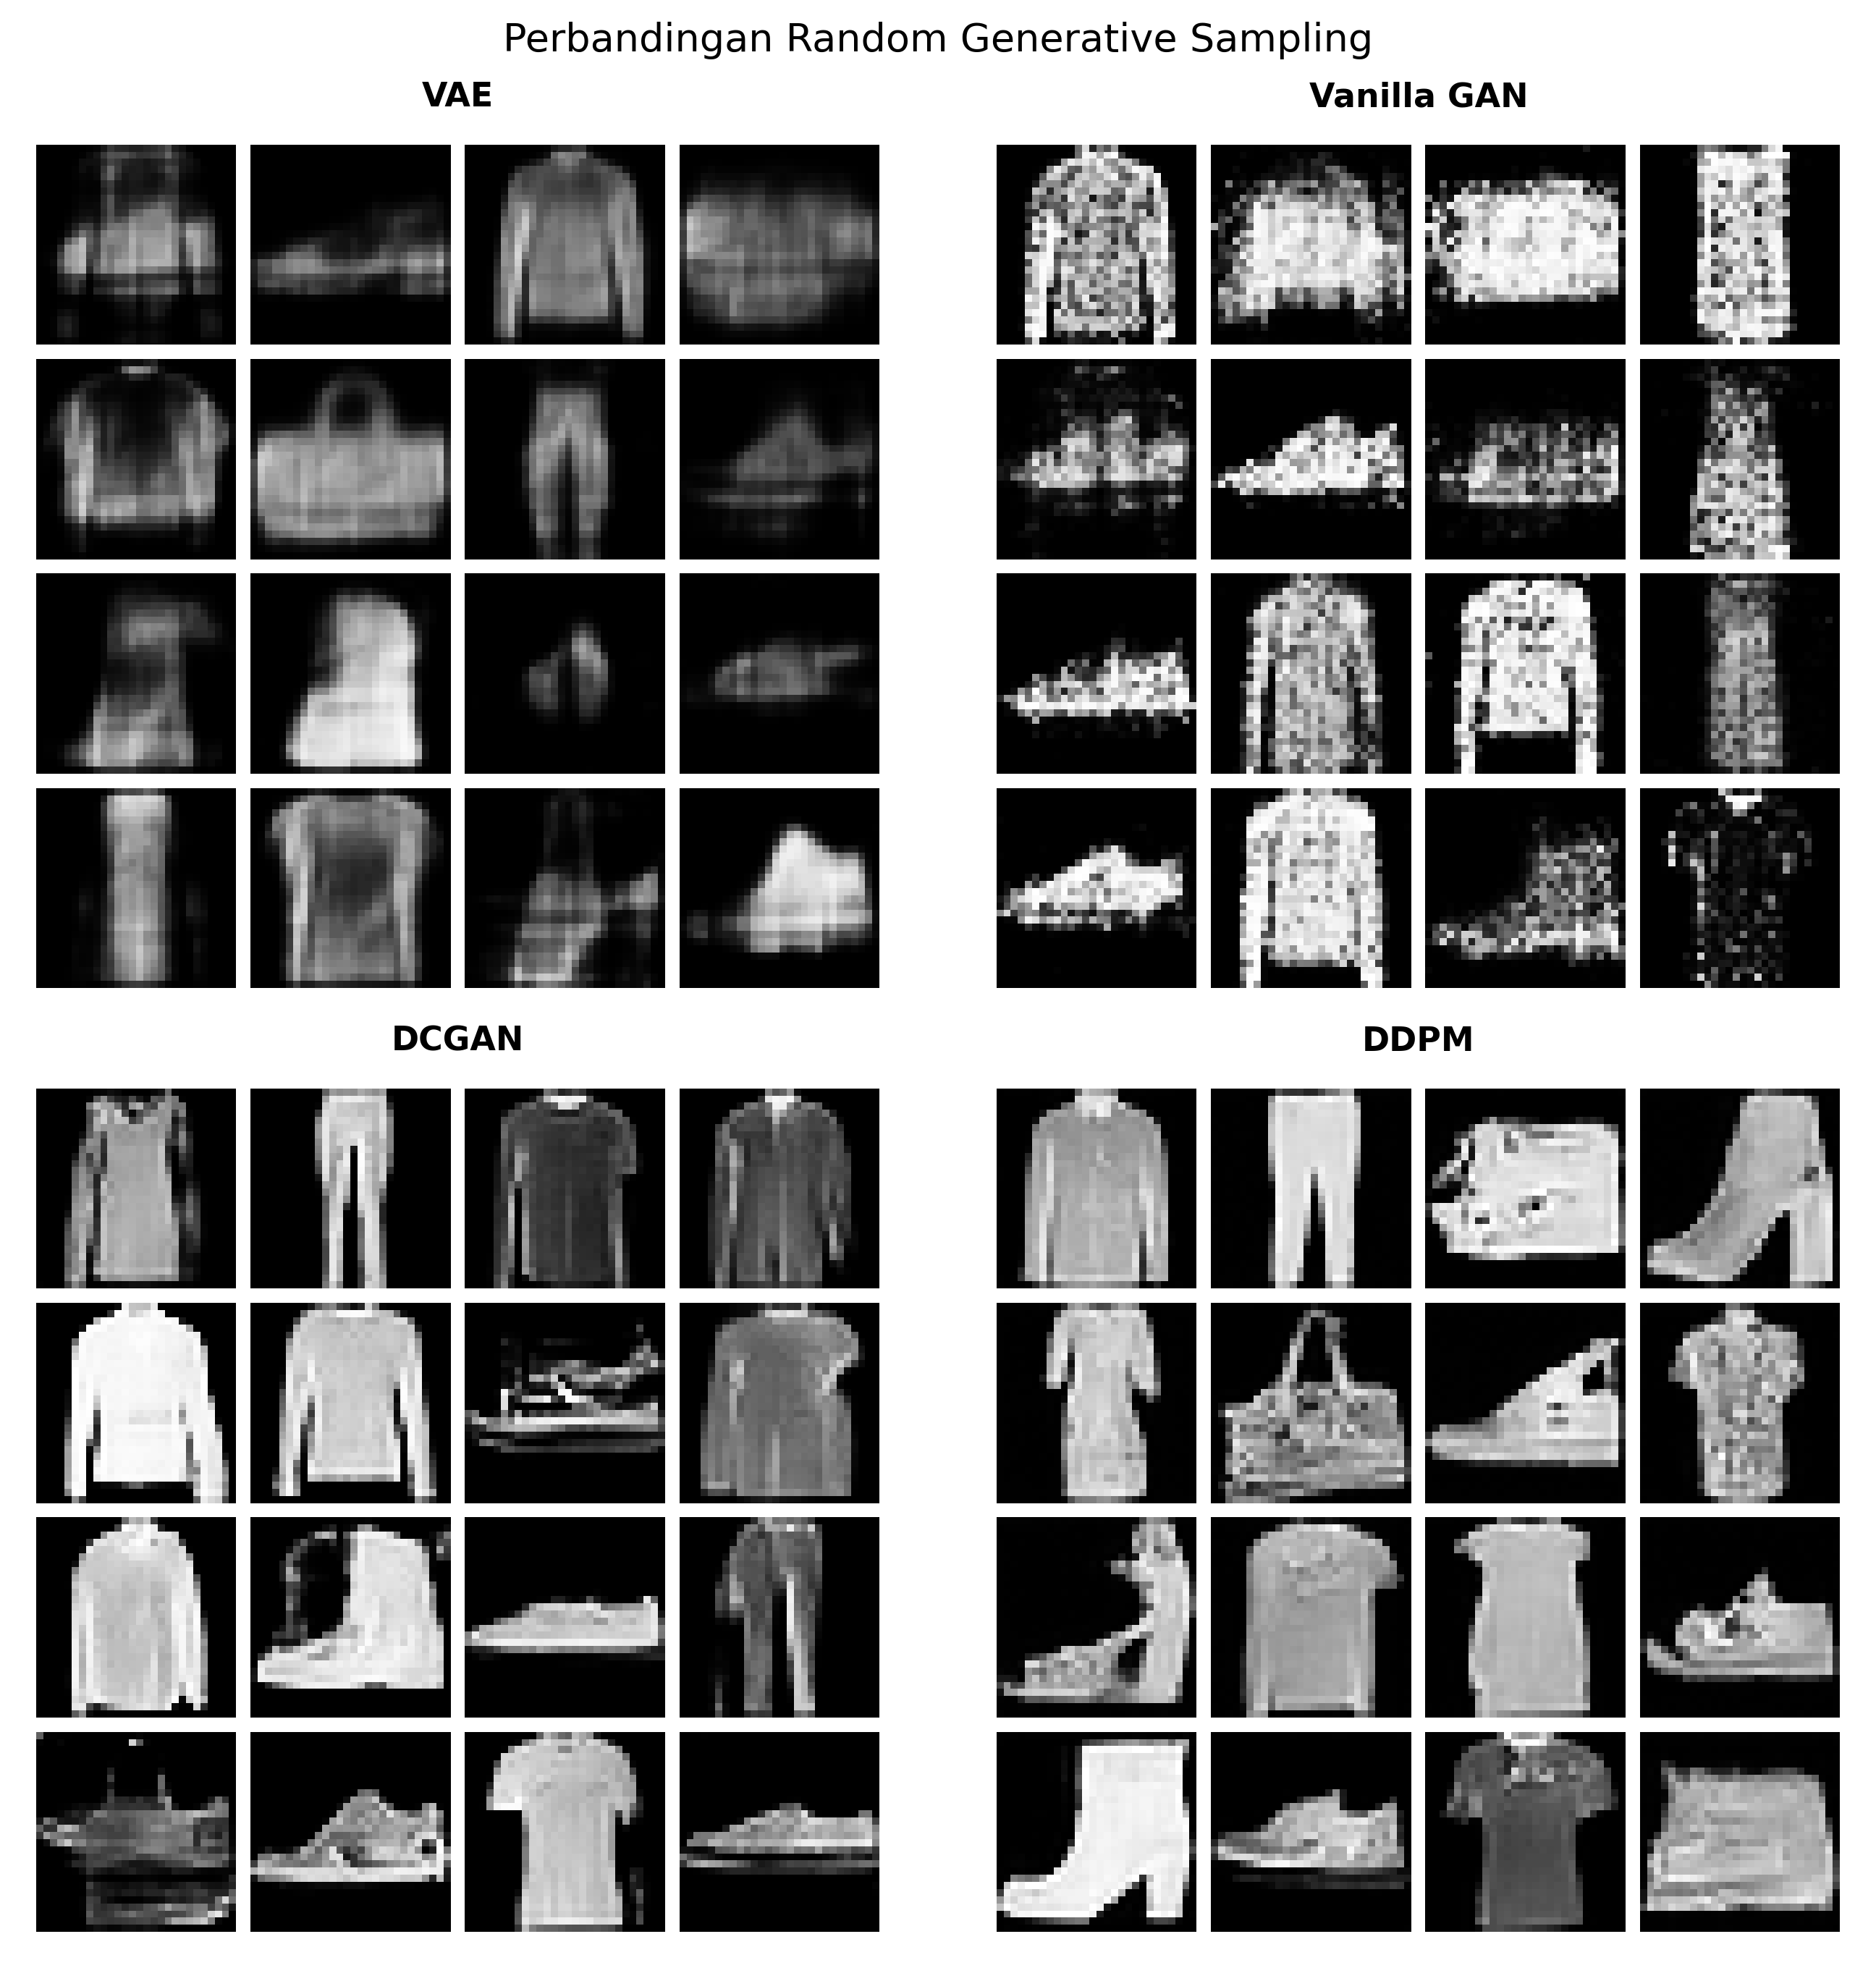 Perbandingan Random Generative Sampling
VAE
Vanilla GAN
DCGAN
DDPM